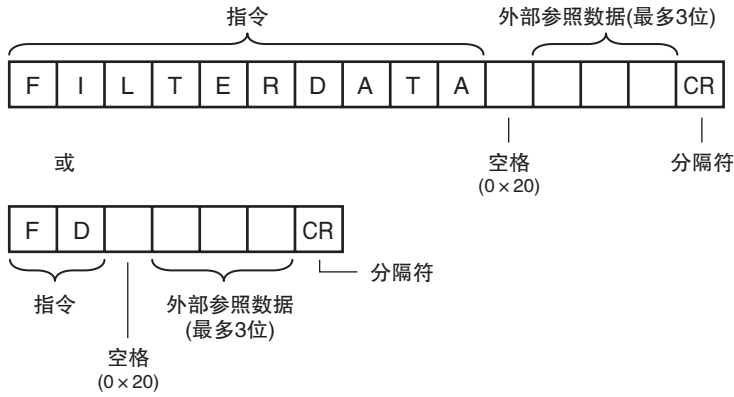 指令 外部参照数据(最多3位)
F I L T E R D A T A CR
空格 分隔符
(0×20)
或
F D CR
分隔符
指令 外部参照数据
(最多3位)
空格
(0×20)